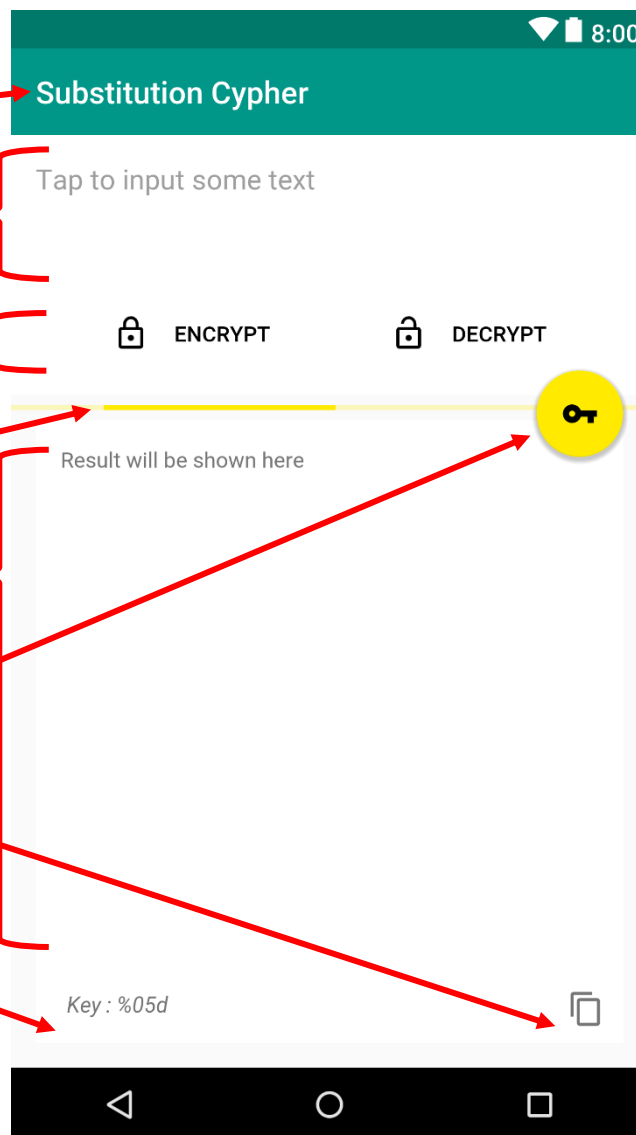 8:00
Substitution Cypher
Tap to input some text
ENCRYPT DECRYPT
Result will be shown here
Key : %05d